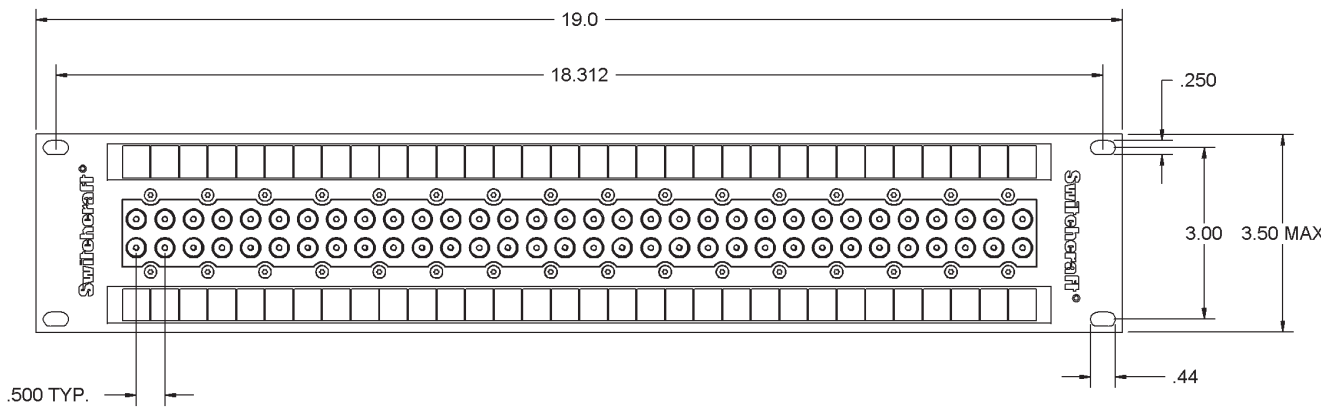 19.0
18.312
.250
Switchcraft®
Switchcraft®
3.00
3.50 MAX
.500 TYP.
.44